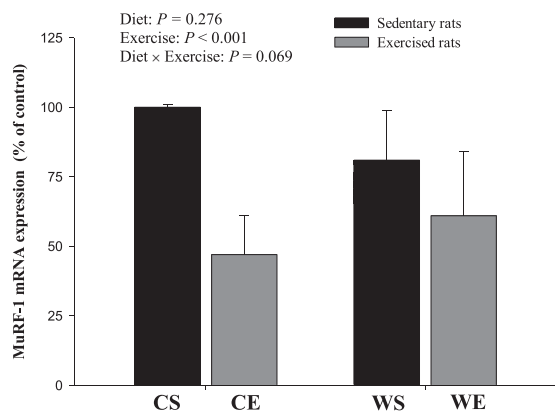 Diet: P = 0.276
Exercise: P < 0.001
Diet × Exercise: P = 0.069
Sedentary rats
Exercised rats
MuRF-1 mRNA expression (% of control)
125
100
75
50
25
0
CS CE WS WE